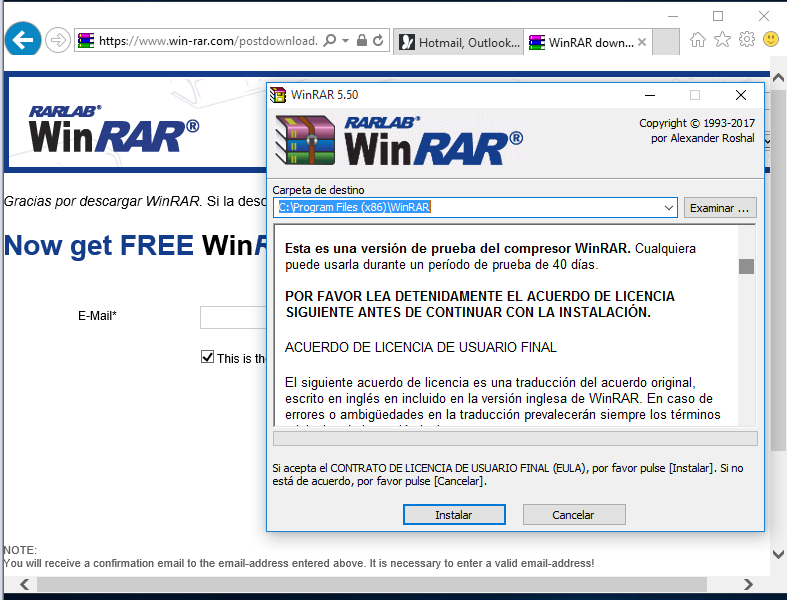 https://www.win-rar.com/postdownload.
Hotmail, Outlook...
WinRAR down...
RARLAB®
WinRAR®
Gracias por descargar WinRAR. Si la
Now get FREE Win
E-Mail*
This is
NOTE:
You will receive a confirmation email to the email-address entered above. It is necessary to enter a valid email-address!
WinRAR 5.50
RARLAB®
WinRAR®
Copyright © 1993-2017
por Alexander Roshal
Carpeta de destino
C:\Program Files (x86)\WinRAR
Examinar ...
Esta es una versión de prueba del compresor WinRAR. Cualquiera
puede usarla durante un período de prueba de 40 días.
POR FAVOR LEA DETENIDAMENTE EL ACUERDO DE LICENCIA
SIGUIENTE ANTES DE CONTINUAR CON LA INSTALACIÓN.
ACUERDO DE LICENCIA DE USUARIO FINAL
El siguiente acuerdo de licencia es una traducción del acuerdo original,
escrito en inglés en incluido en la versión inglesa de WinRAR. En caso de
errores o ambigüedades en la traducción prevalecerán siempre los términos
Si acepta el CONTRATO DE LICENCIA DE USUARIO FINAL (EULA), por favor pulse [Instalar]. Si no
está de acuerdo, por favor pulse [Cancelar].
Instalar
Cancelar